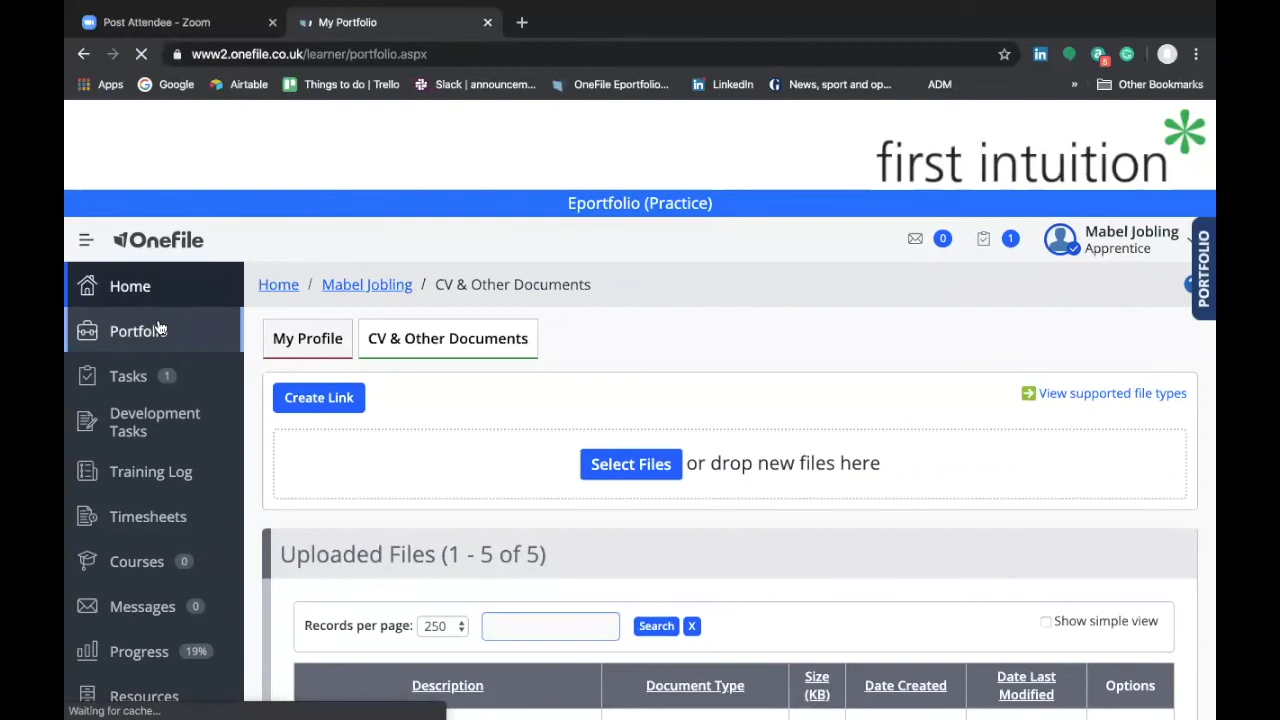 Post Attendee - Zoom
My Portfolio
www2.onefile.co.uk/learner/portfolio.aspx
Apps
Google
Airtable
Things to do | Trello
Slack | announcem...
OneFile Eportfolio...
LinkedIn
News, sport and op...
ADM
»
Other Bookmarks
first intuition
Eportfolio (Practice)
Onefile
0
1
Mabel Jobling
Apprentice
PORTFOLIO
Home
Portfolio
Tasks 1
Development
Tasks
Training Log
Timesheets
Courses 0
Messages 0
Progress 19%
Resources
Home / Mabel Jobling / CV & Other Documents
My Profile
CV & Other Documents
Create Link
View supported file types
Select Files or drop new files here
Uploaded Files (1 - 5 of 5)
Records per page: 250 Search X
Show simple view
Description
Document Type
Size
(KB)
Date Created
Date Last
Modified
Options
Waiting for cache...